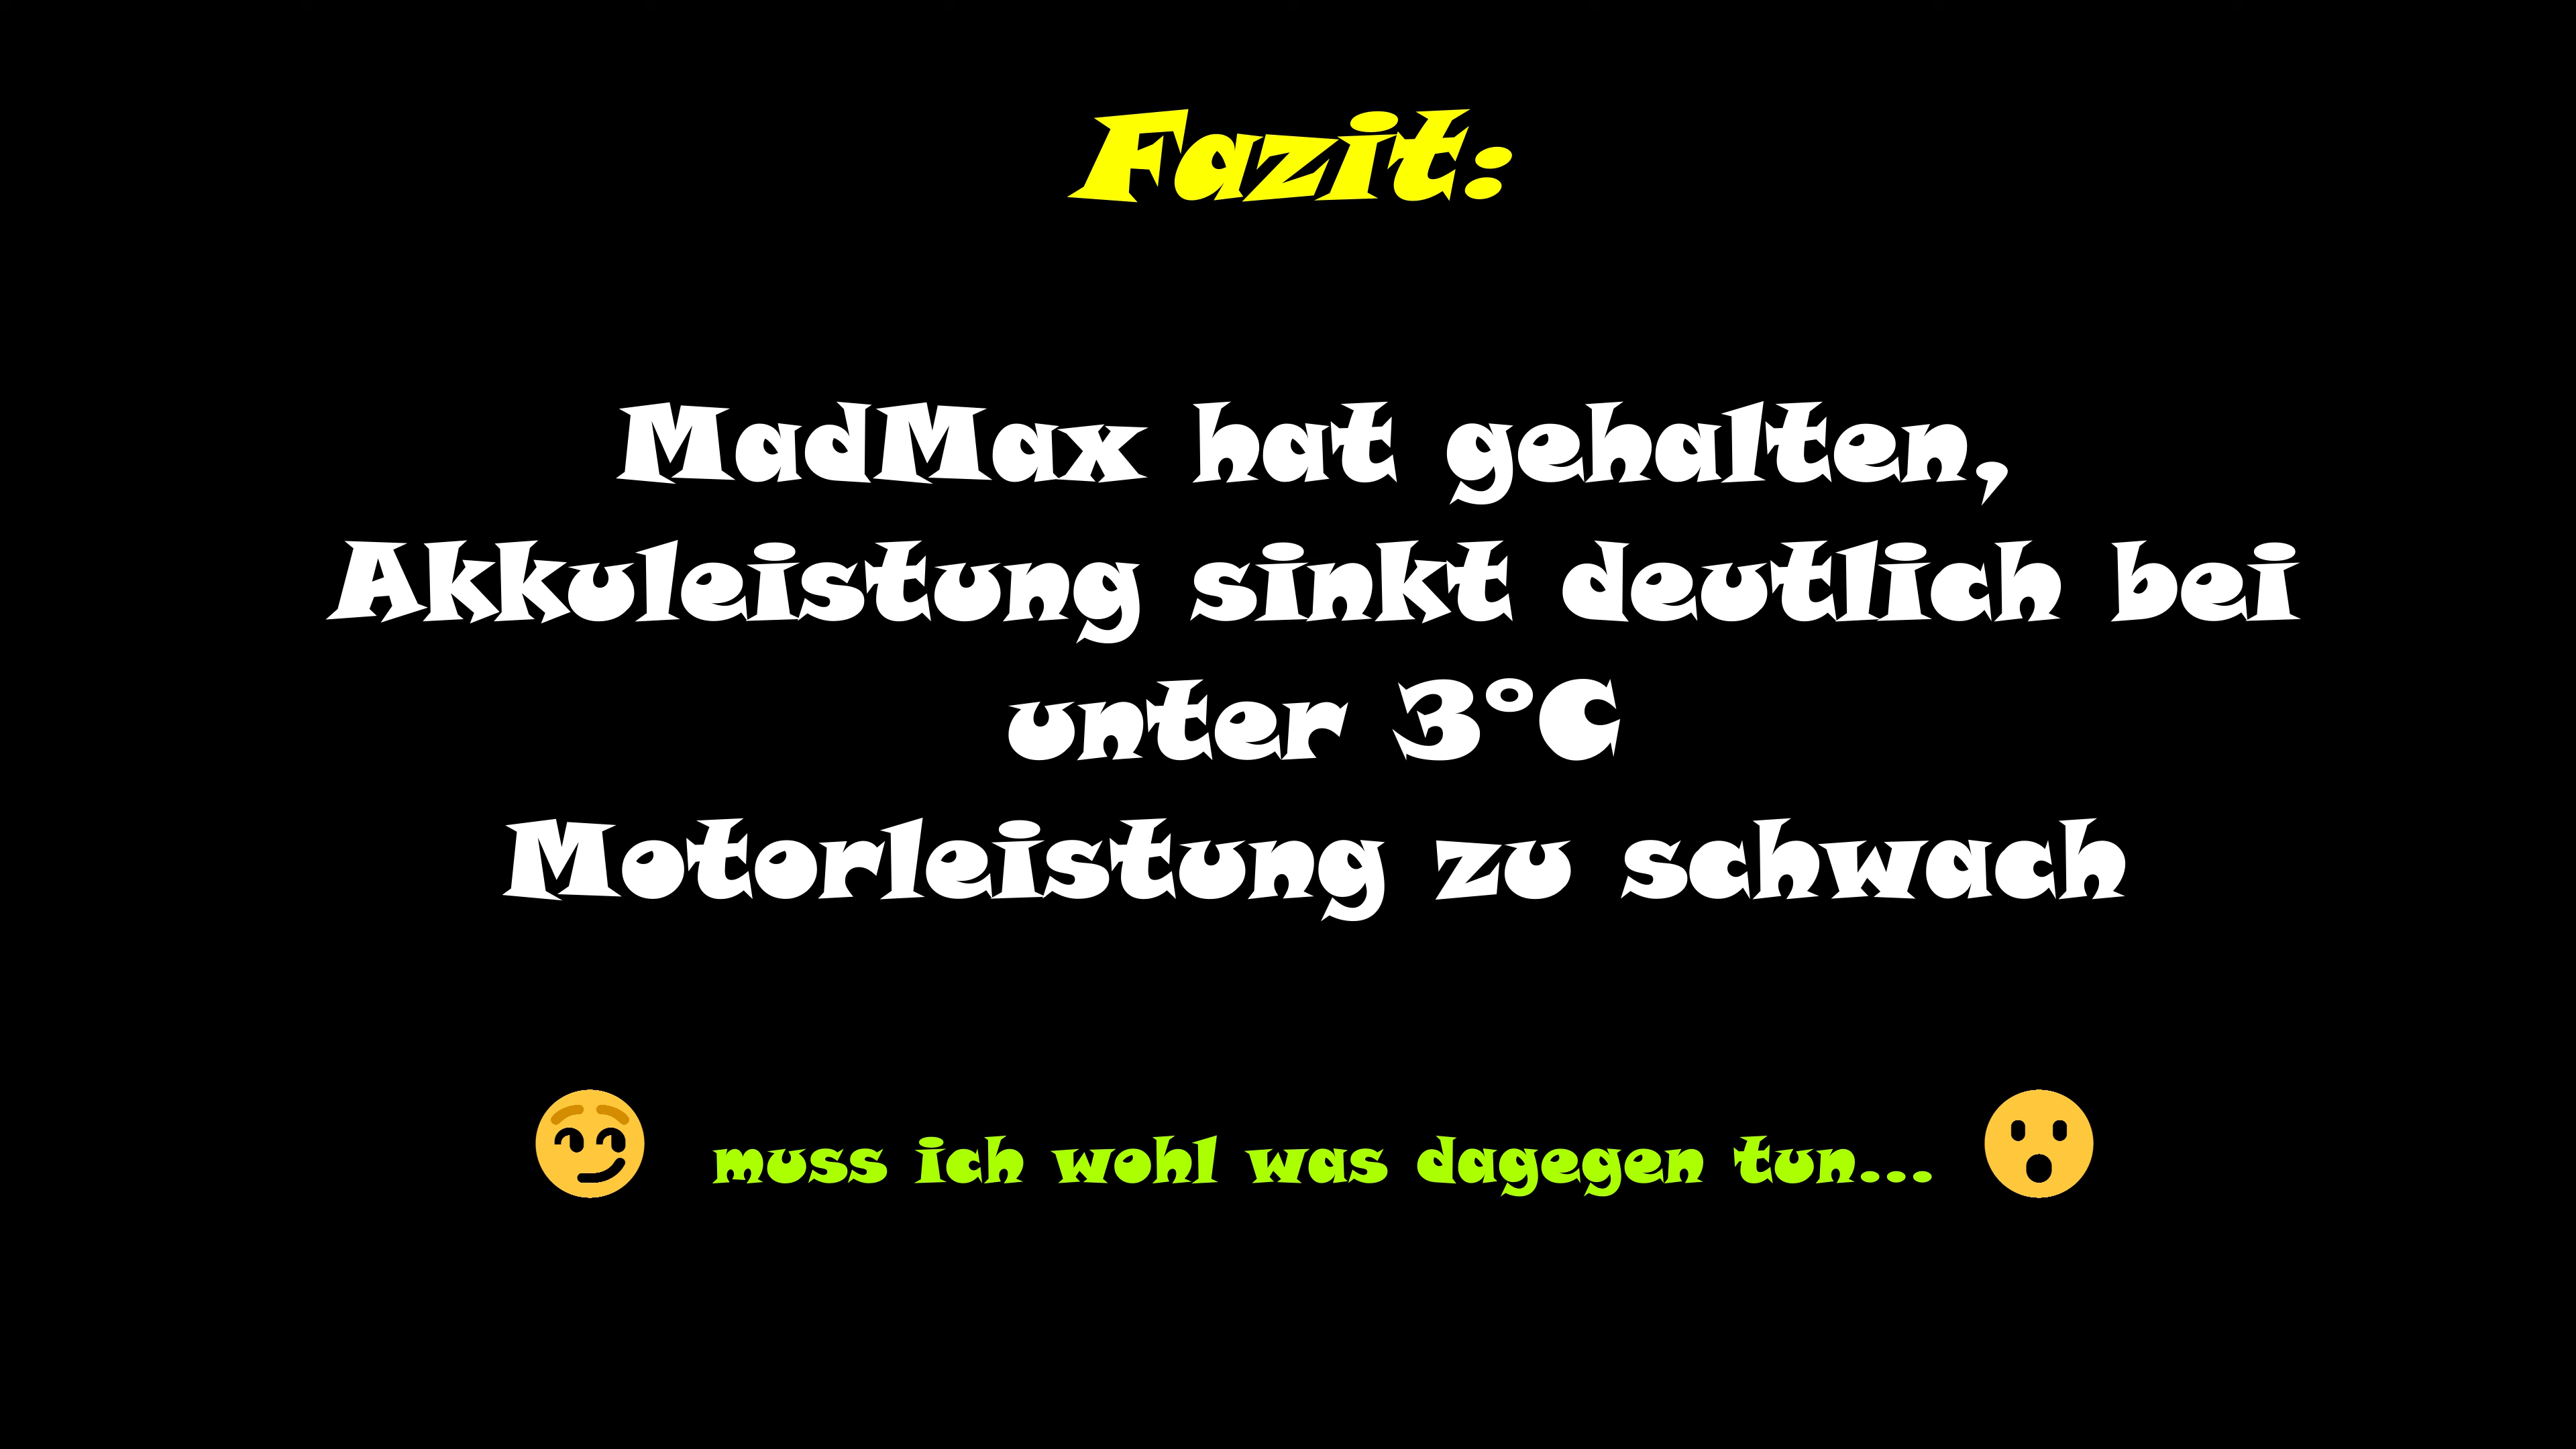 Fazit:
MadMax hat gehalten,
Akkuleistung sinkt deutlich bei
unter 3°C
Motorleistung zu schwach
😏 muss ich wohl was dagegen tun... 😮